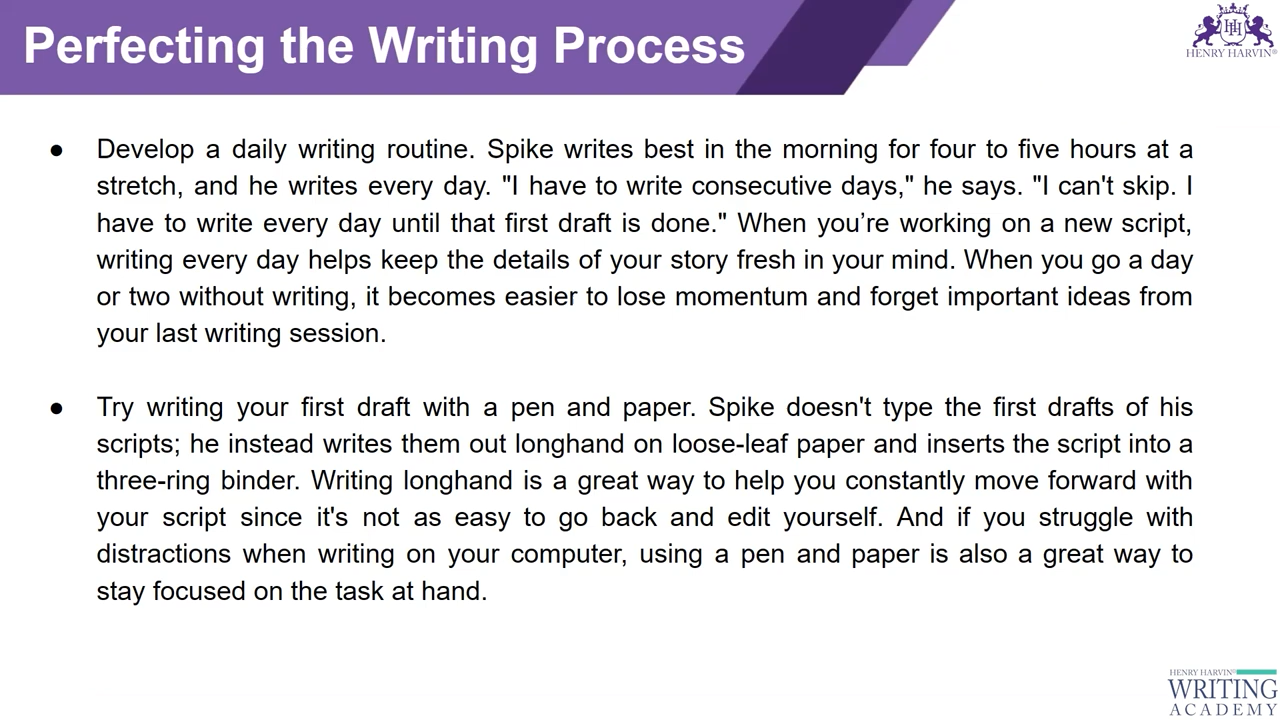 Perfecting the Writing Process
HENRY HARVIN®
● Develop a daily writing routine. Spike writes best in the morning for four to five hours at a
stretch, and he writes every day. "I have to write consecutive days," he says. "I can't skip. I
have to write every day until that first draft is done." When you’re working on a new script,
writing every day helps keep the details of your story fresh in your mind. When you go a day
or two without writing, it becomes easier to lose momentum and forget important ideas from
your last writing session.
● Try writing your first draft with a pen and paper. Spike doesn't type the first drafts of his
scripts; he instead writes them out longhand on loose-leaf paper and inserts the script into a
three-ring binder. Writing longhand is a great way to help you constantly move forward with
your script since it's not as easy to go back and edit yourself. And if you struggle with
distractions when writing on your computer, using a pen and paper is also a great way to
stay focused on the task at hand.
HENRY HARVIN®
WRITING
ACADEMY